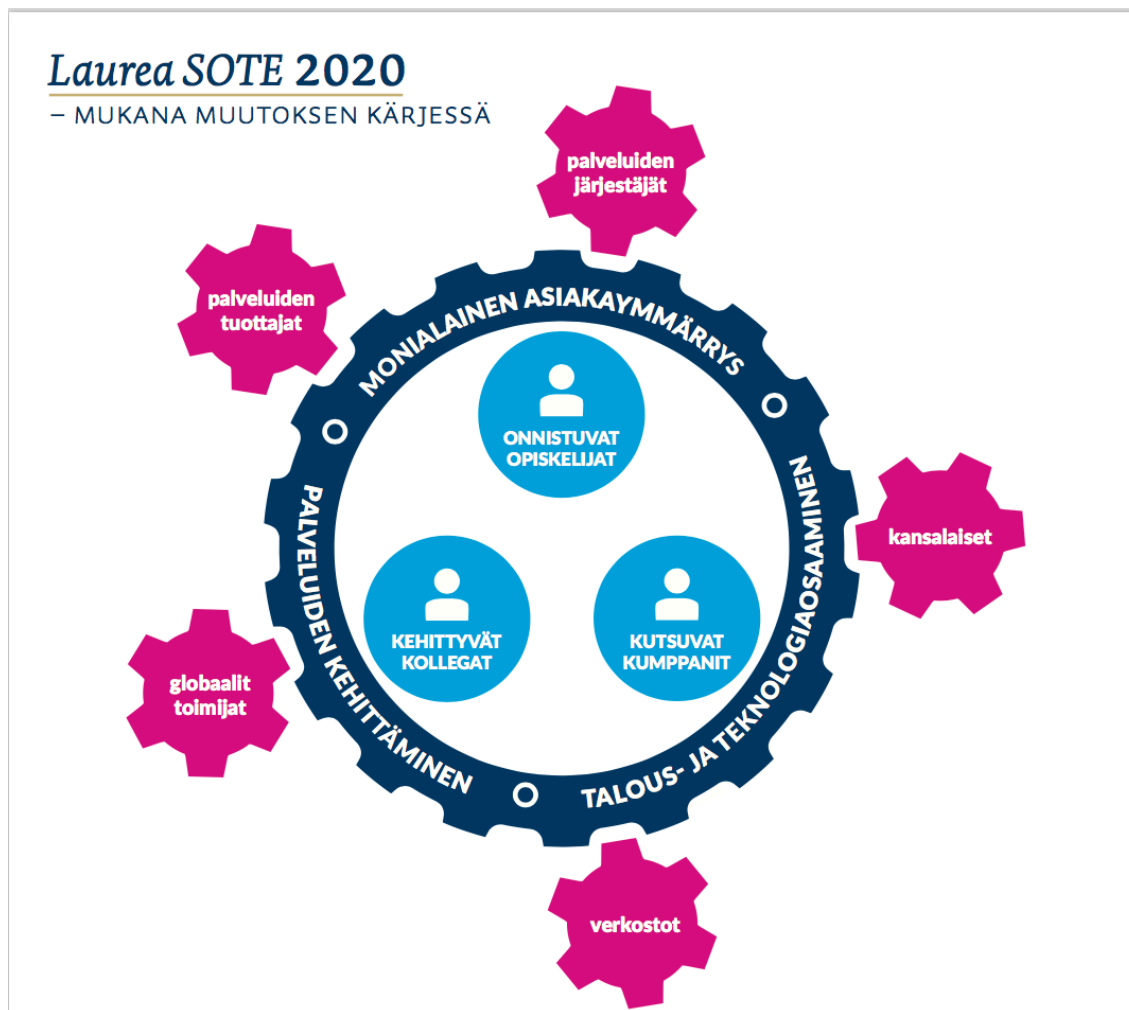 Laurea SOTE 2020
– MUKANA MUUTOKSEN KÄRJESSÄ
palveluiden
järjestäjät
palveluiden
tuottajat
MONIALAINEN ASIAKAYMMÄRRYS
ONNISTUVAT
OPISKELIJAT
TALOUS- JA TEKNOLOGIAOSAAMINEN
kansalaiset
PALVELUIDEN KEHITTÄMINEN
KEHITTYVÄT
KOLLEGAT
KUTSUVAT
KUMPPANIT
globaalit
toimijat
verkostot